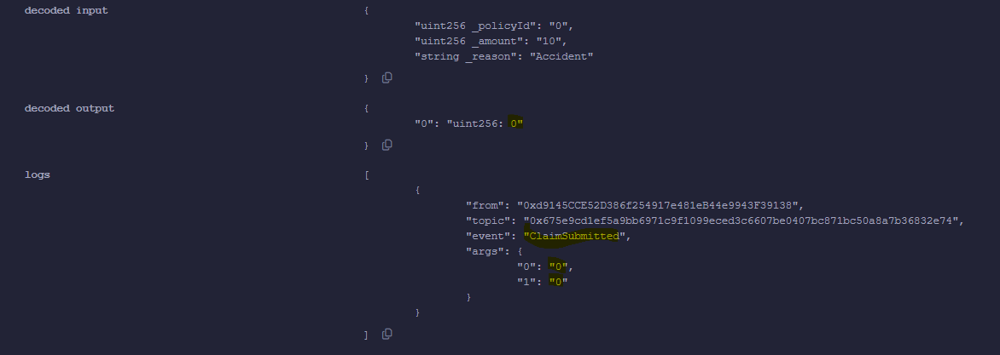 decoded input {
"uint256 _policyId": "0",
"uint256 _amount": "10",
"string _reason": "Accident"
}
decoded output {
"0": "uint256: 0"
}
logs [
{
"from": "0xd9145CCE52D386f254917e481eB44e9943F39138",
"topic": "0x675e9cd1ef5a9bb6971c9f1099eced3c6607be0407bc871bc50a8a7b36832e74",
"event": "ClaimSubmitted",
"args": {
"0": "0",
"1": "0"
}
}
]